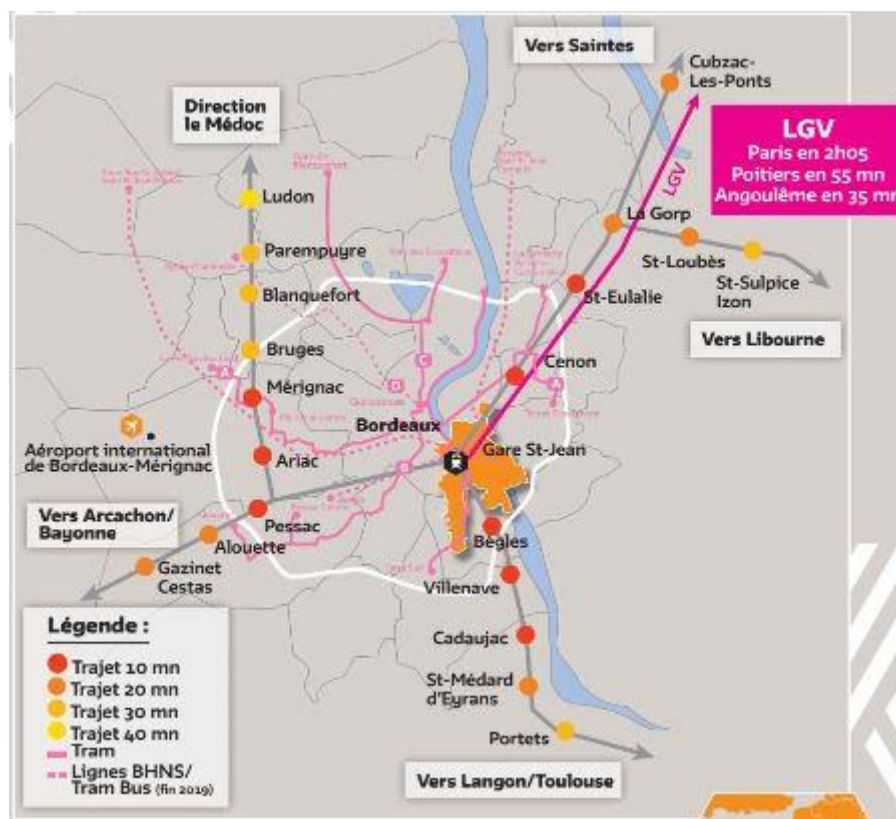 Vers Saintes
Cubzac-
Les-Ponts
Direction
le Médoc
LGV
Paris en 2h05
Poitiers en 55 mn
Angoulême en 35 mn
LGV
Ludon
La Gorp
Parempuyre
St-Loubès
Blanquefort
St-Eulalie
St-Sulpice
Izon
Vers Libourne
Bruges
C
Cenon
A
Mérignac
D
A
Bordeaux
Aéroport international
de Bordeaux-Mérignac
Arlac
Gare St-Jean
Vers Arcachon/
Bayonne
Pessac
Alouette
Bègles
Gazinet
Cestas
Villenave
Légende :
Trajet 10 mn
Trajet 20 mn
Trajet 30 mn
Trajet 40 mn
Tram
Lignes BHNS/
Tram Bus (fin 2019)
Cadaujac
St-Médard
d'Eyrans
Portets
Vers Langon/Toulouse